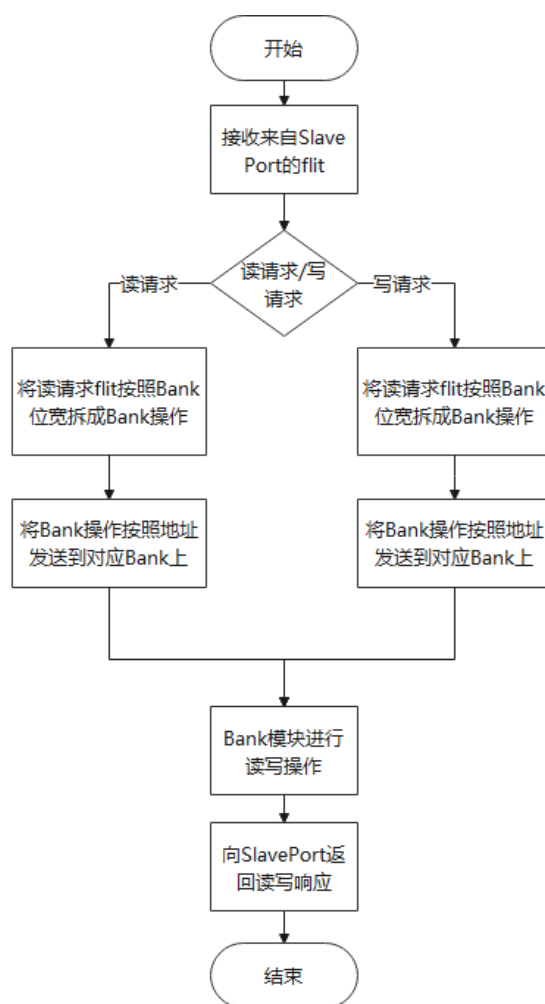 开始
接收来自Slave
Port的flit
读请求/写
请求
读请求
写请求
将读请求flit按照Bank
位宽拆成Bank操作
将读请求flit按照Bank
位宽拆成Bank操作
将Bank操作按照地址
发送到对应Bank上
将Bank操作按照地址
发送到对应Bank上
Bank模块进行
读写操作
向SlavePort返
回读写响应
结束